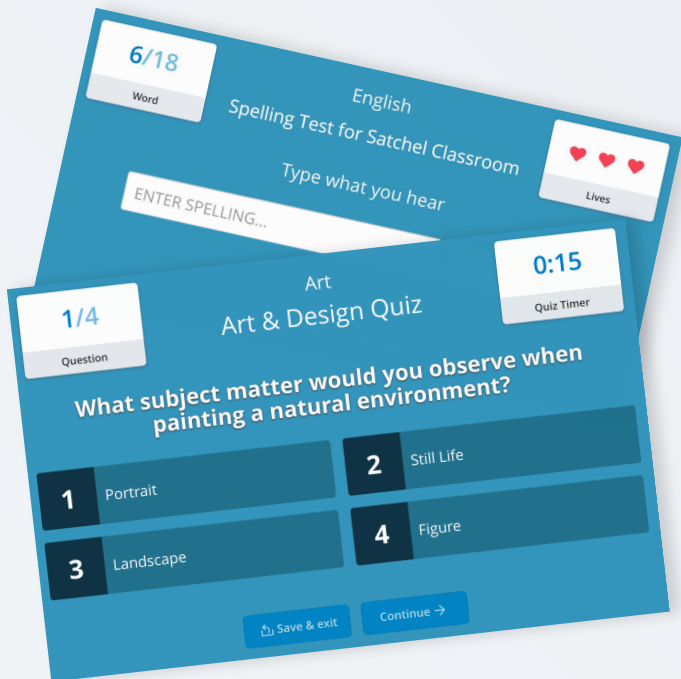 6/18
Word
English
Spelling Test for Satchel Classroom
Lives
Type what you hear
ENTER SPELLING...
1/4
Question
Art
Art & Design Quiz
0:15
Quiz Timer
What subject matter would you observe when
painting a natural environment?
1 Portrait
2 Still Life
3 Landscape
4 Figure
Save & exit
Continue →